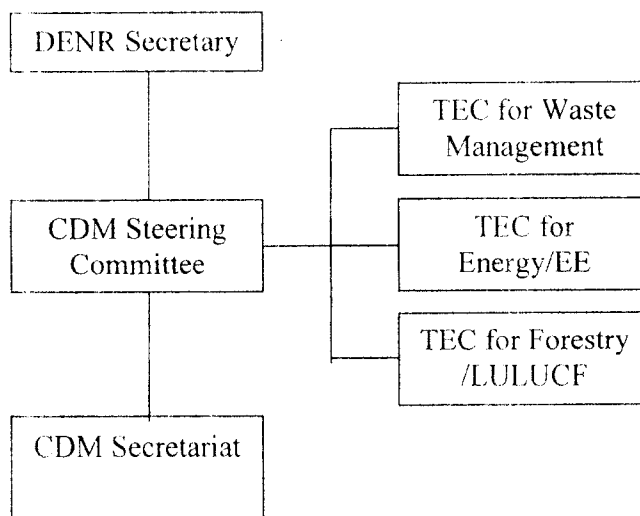 DENR Secretary
TEC for Waste
Management
CDM Steering
Committee
TEC for
Energy/EE
TEC for Forestry
/LULUCF
CDM Secretariat